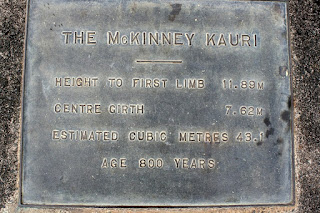 THE McKINNEY KAURI
HEIGHT TO FIRST LIMB 11.89M
CENTRE GIRTH 7.62M
ESTIMATED CUBIC METRES 43.1
AGE 800 YEARS